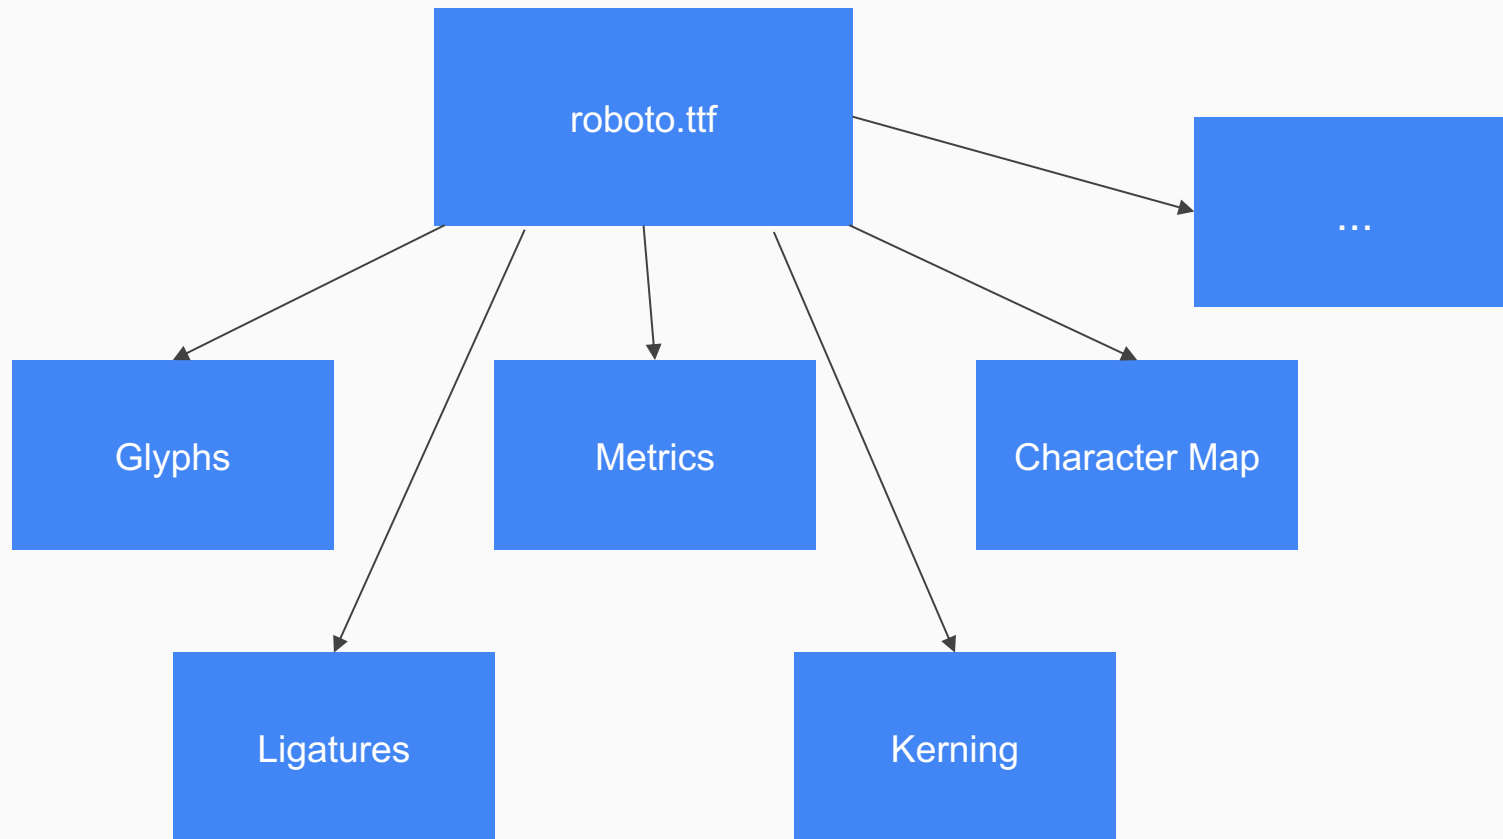 roboto.ttf
...
Glyphs
Metrics
Character Map
Ligatures
Kerning